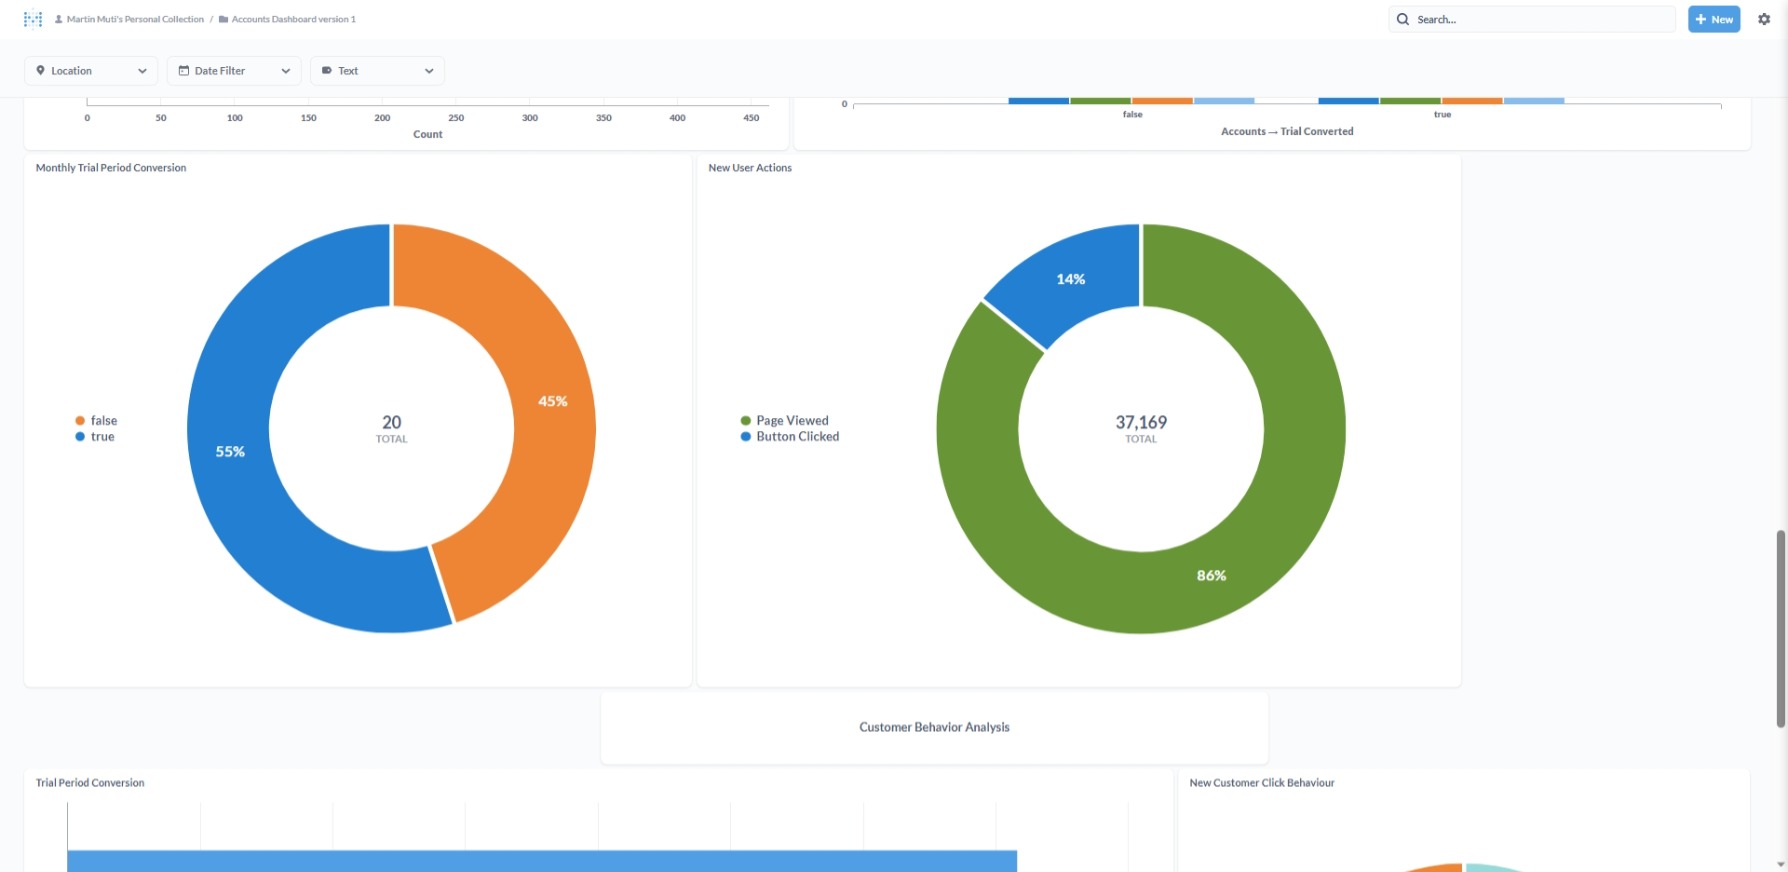 Martin Muti's Personal Collection / Accounts Dashboard version 1
Search...
New
Location
Date Filter
Text
0 50 100 150 200 250 300 350 400 450
Count
0
false true
Accounts → Trial Converted
Monthly Trial Period Conversion
false
true
20
TOTAL
45%
55%
New User Actions
Page Viewed
Button Clicked
14%
37,169
TOTAL
86%
Customer Behavior Analysis
Trial Period Conversion
New Customer Click Behaviour